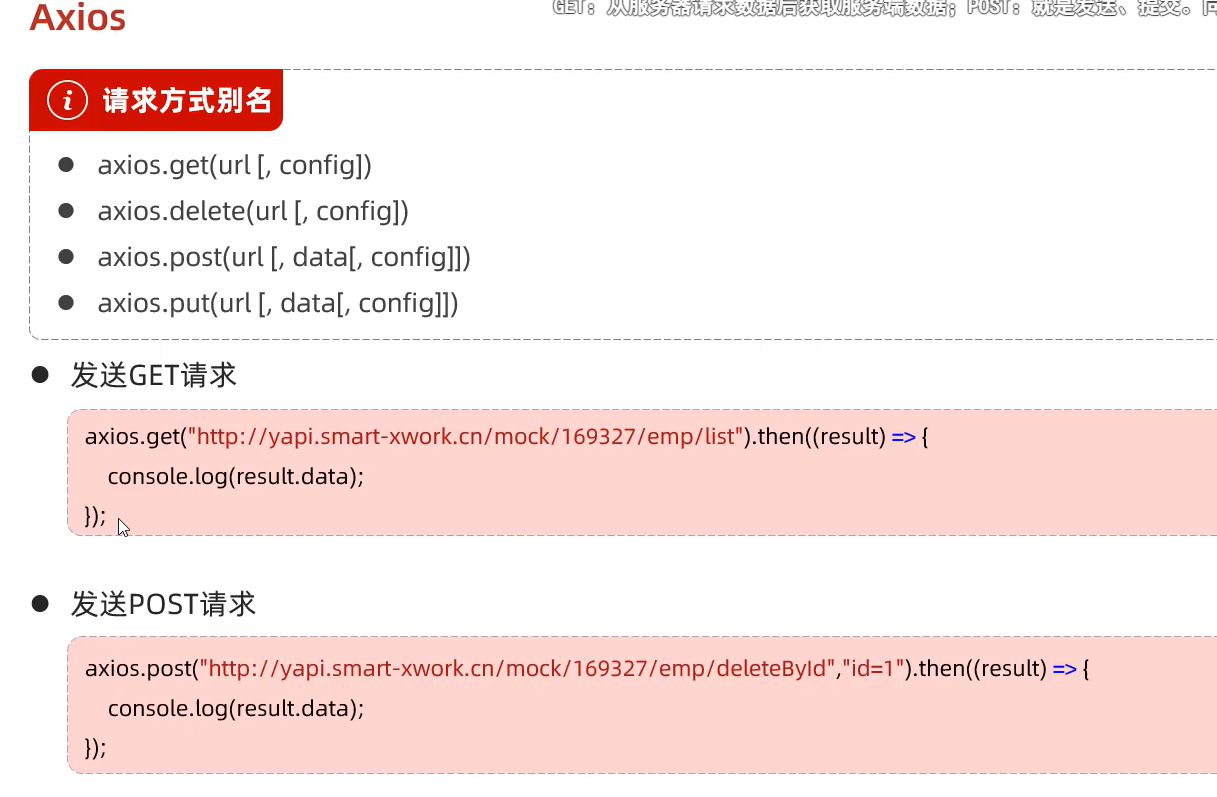 Axios
GET：从服务器请求数据后获取服务端数据；POST：就是发送、提交。
请求方式别名
axios.get(url [, config])
axios.delete(url [, config])
axios.post(url [, data[, config]])
axios.put(url [, data[, config]])
发送GET请求
axios.get("http://yapi.smart-xwork.cn/mock/169327/emp/list").then((result) => {
console.log(result.data);
});
发送POST请求
axios.post("http://yapi.smart-xwork.cn/mock/169327/emp/deleteById","id=1").then((result) => {
console.log(result.data);
});